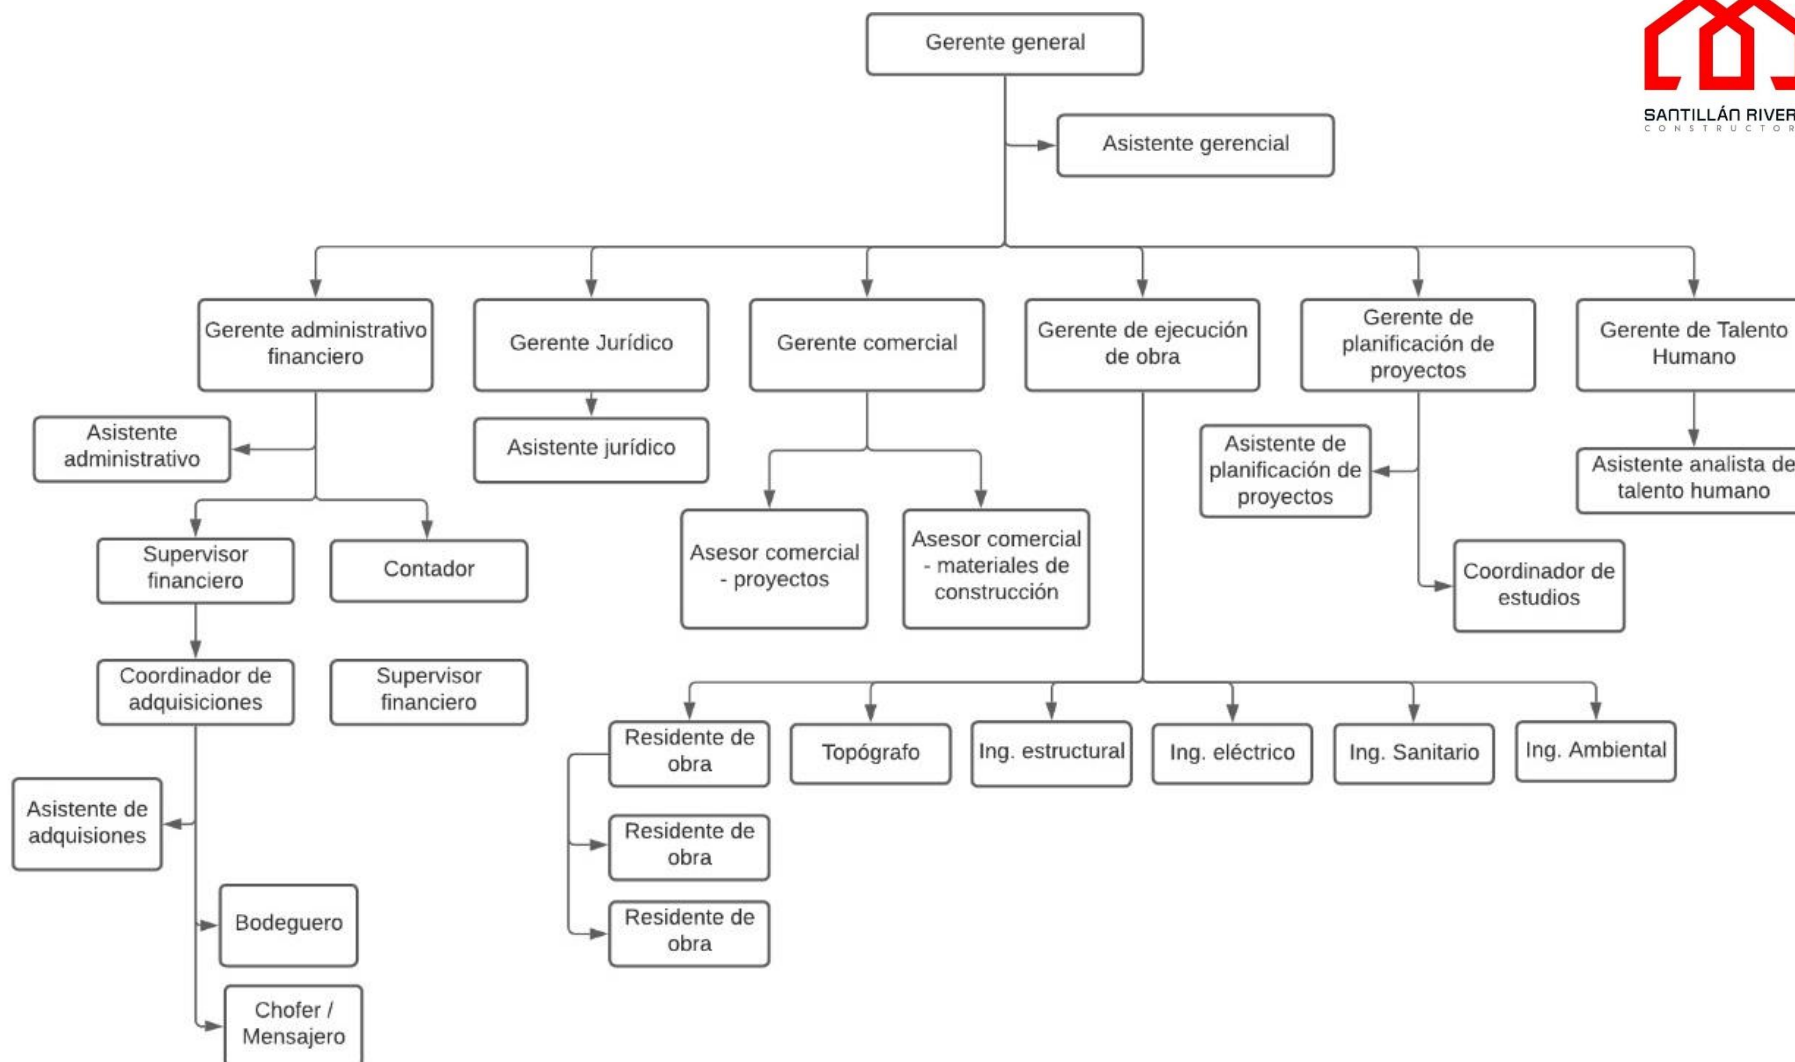 Gerente general
SANTILLÁN RIVER
CONSTRUCTOR
Asistente gerencial
Gerente administrativo
financiero
Gerente Jurídico
Gerente comercial
Gerente de ejecución
de obra
Gerente de
planificación de
proyectos
Gerente de Talento
Humano
Asistente
administrativo
Asistente jurídico
Asistente de
planificación de
proyectos
Asistente analista de
talento humano
Supervisor
financiero
Contador
Asesor comercial
- proyectos
Asesor comercial
- materiales de
construcción
Coordinador de
estudios
Coordinador de
adquisiciones
Supervisor
financiero
Residente de
obra
Topógrafo
Ing. estructural
Ing. eléctrico
Ing. Sanitario
Ing. Ambiental
Asistente de
adquisiones
Residente de
obra
Bodeguero
Residente de
obra
Chofer /
Mensajero